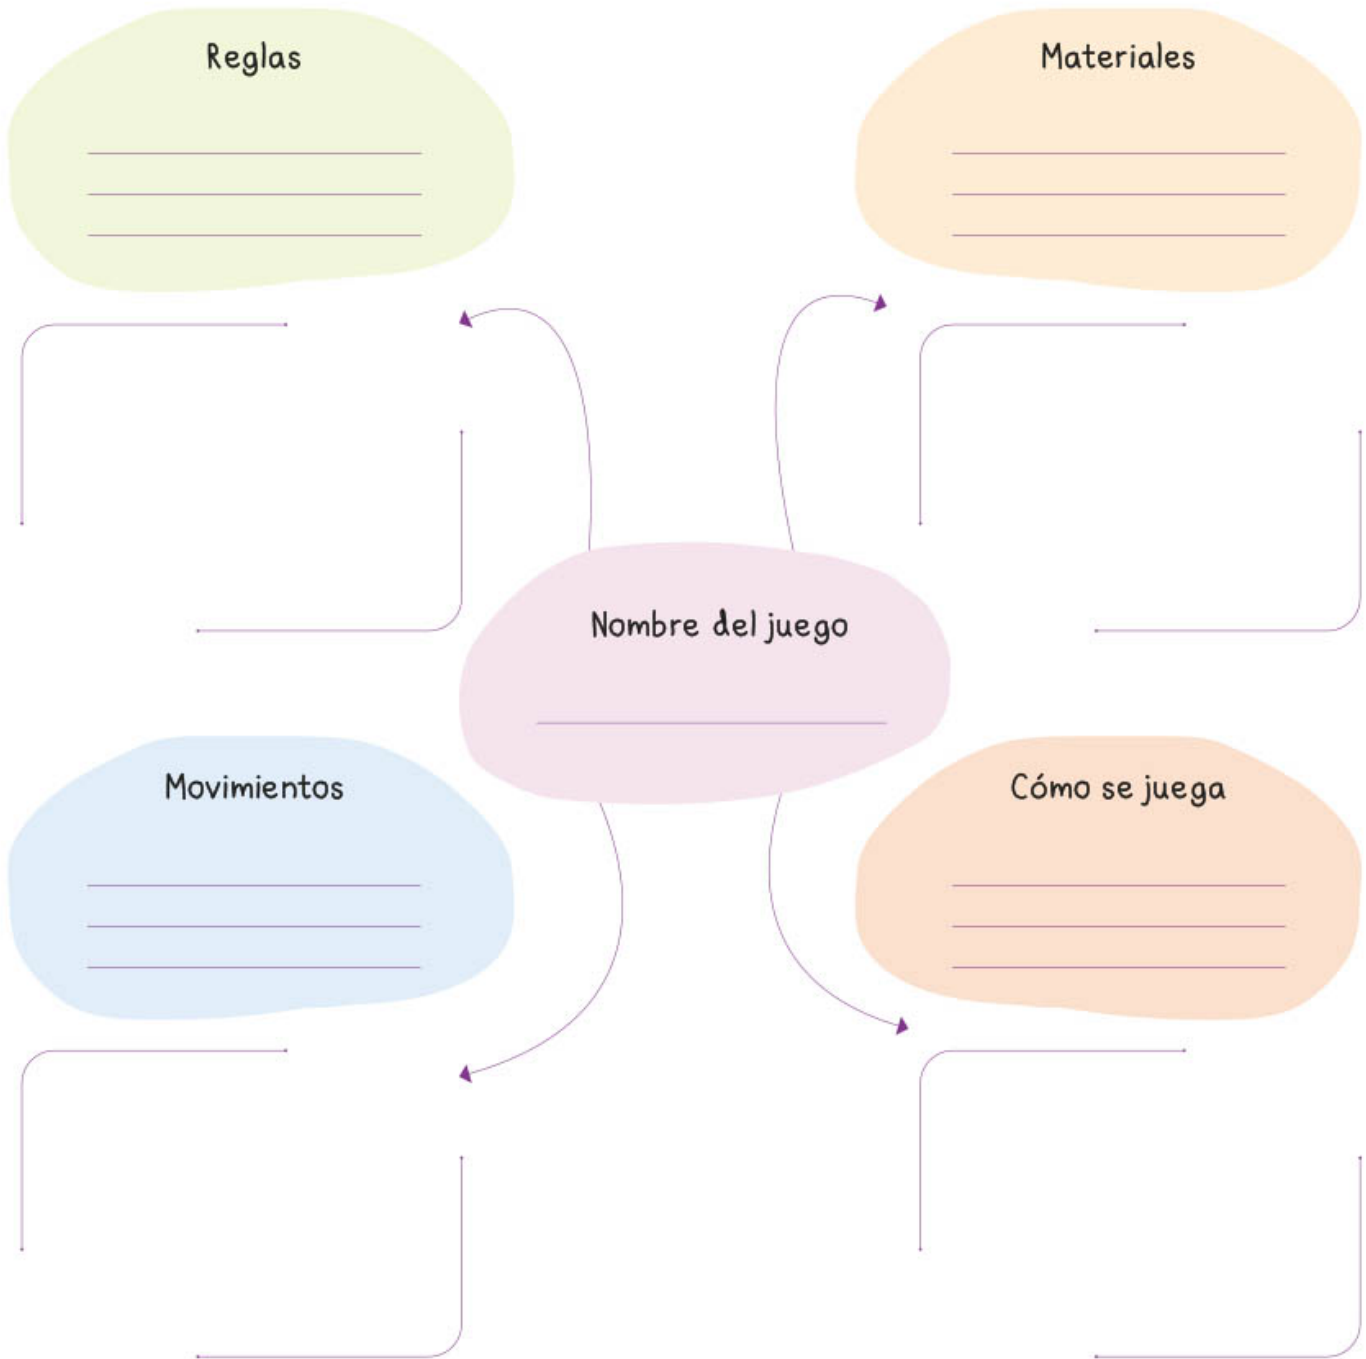 Reglas
Materiales
Nombre del juego
Movimientos
Cómo se juega